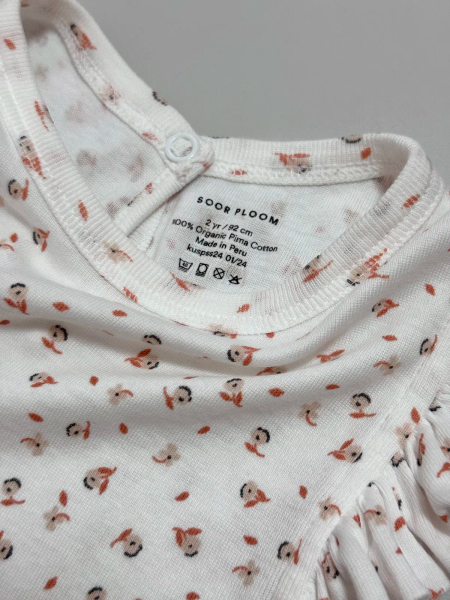 SOOR PLOOM
2 yr / 92 cm
100% Organic Pima Cotton
Made in Peru
kuspss24 01/24